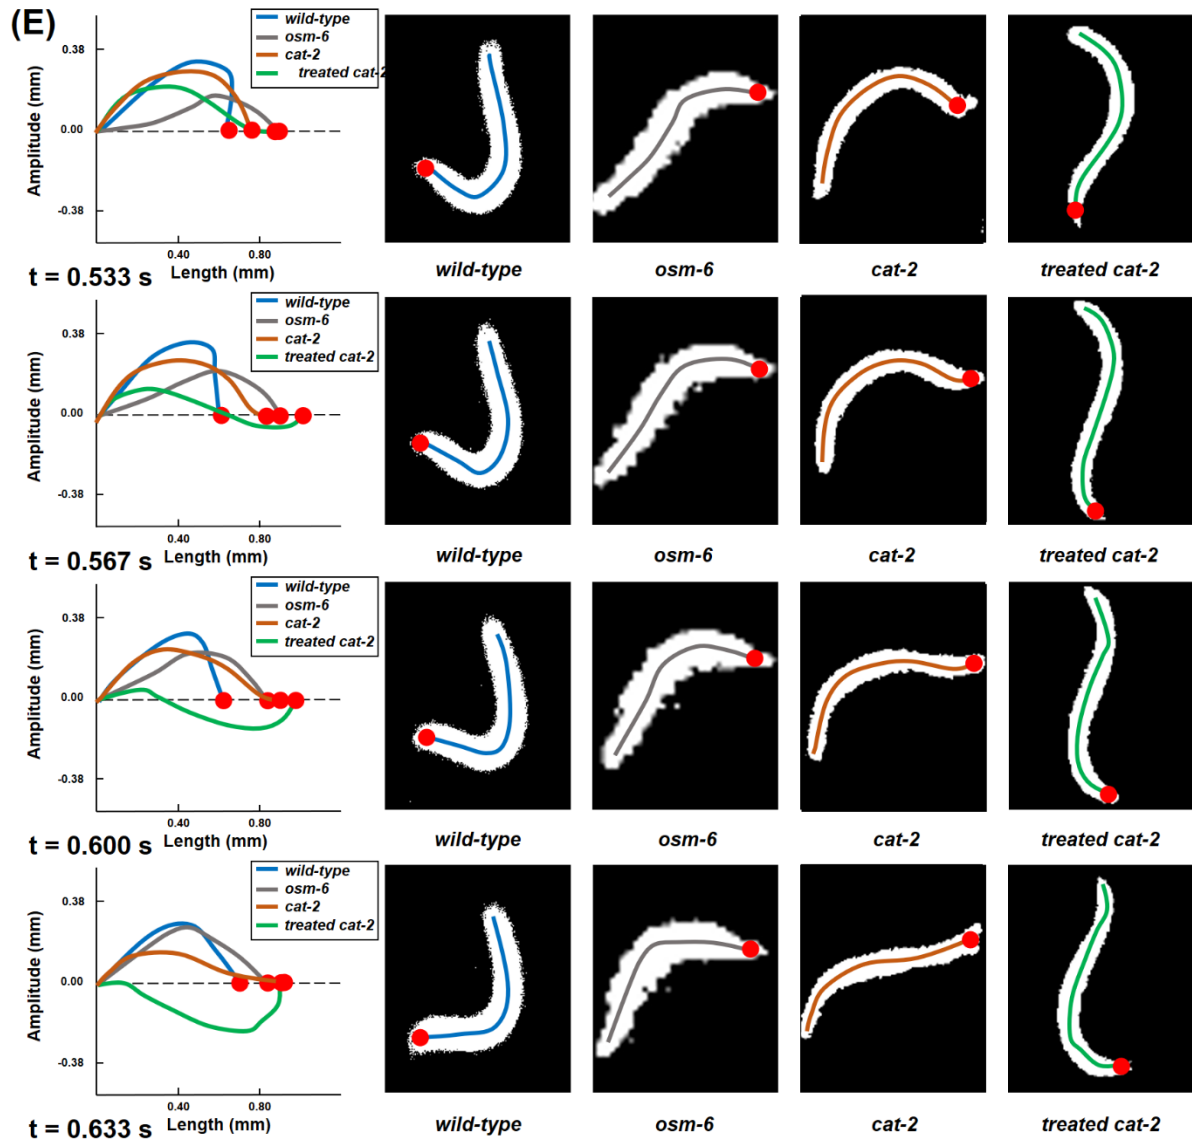 (E)
Amplitude (mm)
0.38
0.00
-0.38
wild-type
osm-6
cat-2
treated cat-2
0.40
0.80
t = 0.533 s
Length (mm)
wild-type
osm-6
cat-2
treated cat-2
Amplitude (mm)
0.38
0.00
-0.38
wild-type
osm-6
cat-2
treated cat-2
0.40
0.80
t = 0.567 s
Length (mm)
wild-type
osm-6
cat-2
treated cat-2
Amplitude (mm)
0.38
0.00
-0.38
wild-type
osm-6
cat-2
treated cat-2
0.40
0.80
t = 0.600 s
Length (mm)
wild-type
osm-6
cat-2
treated cat-2
Amplitude (mm)
0.38
0.00
-0.38
wild-type
osm-6
cat-2
treated cat-2
0.40
0.80
t = 0.633 s
Length (mm)
wild-type
osm-6
cat-2
treated cat-2